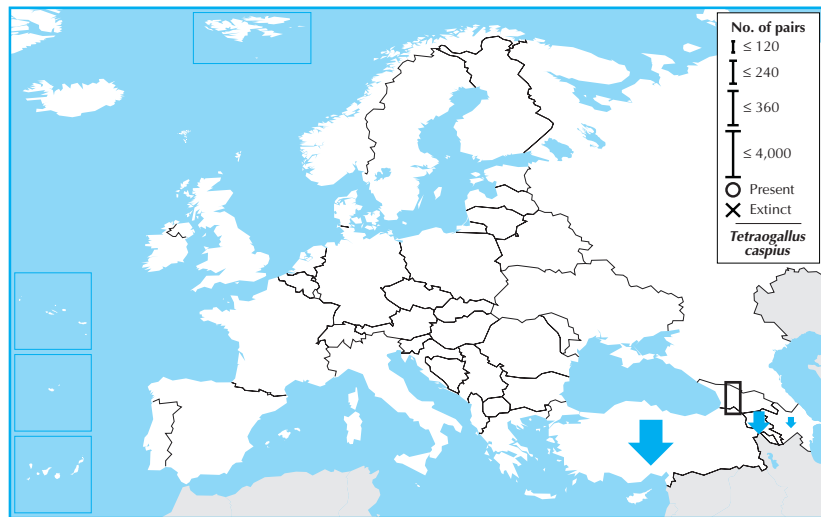 No. of pairs
≤ 120
≤ 240
≤ 360
≤ 4,000
Present
Extinct
Tetraogallus
caspius